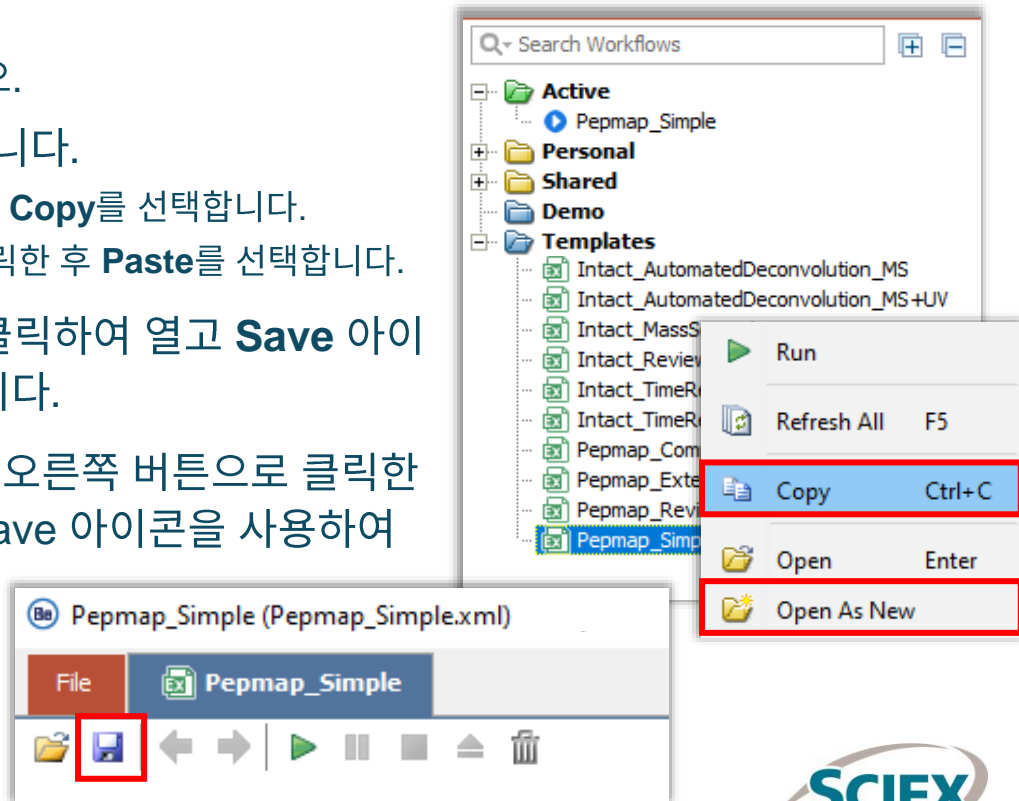 오.
니다.
Copy를 선택합니다.
릭한 후 Paste를 선택합니다.
클릭하여 열고 Save 아이
니다.
오른쪽 버튼으로 클릭한
ave 아이콘을 사용하여
Search Workflows
Active
Pepmap_Simple
Personal
Shared
Demo
Templates
Intact_AutomatedDeconvolution_MS
Intact_AutomatedDeconvolution_MS+UV
Intact_MassS
Intact_Review
Intact_TimeRe
Intact_TimeRe
Pepmap_Com
Pepmap_Exte
Pepmap_Revi
Pepmap_Simp
Run
Refresh All F5
Copy Ctrl+C
Open Enter
Open As New
Pepmap_Simple (Pepmap_Simple.xml)
File Pepmap_Simple
SCIEX